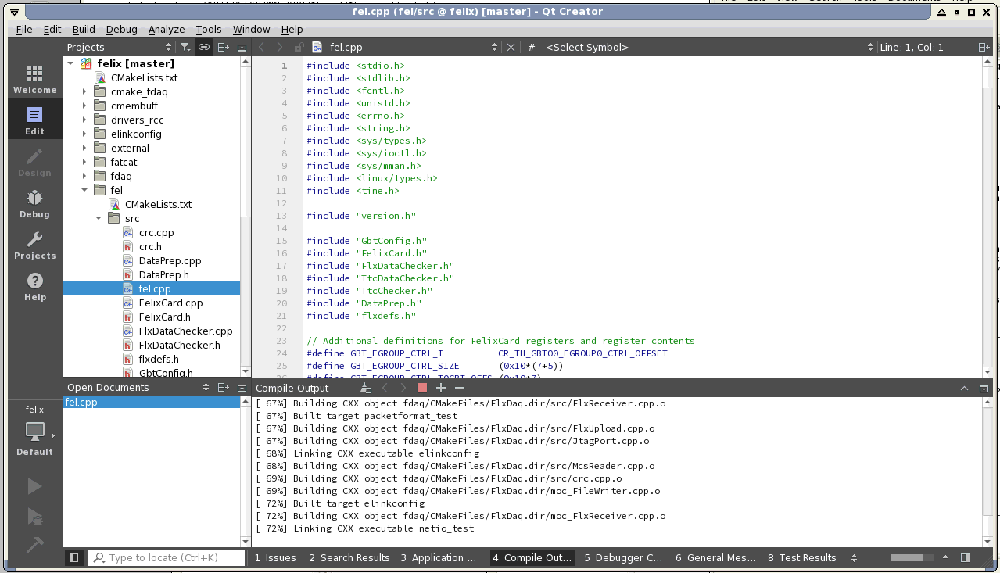 fel.cpp (fel/src @ felix) [master] - Qt Creator
File Edit Build Debug Analyze Tools Window Help
Projects
fel.cpp
# <Select Symbol>
Line: 1, Col: 1
Welcome
Edit
Design
Debug
Projects
Help
felix [master]
CMakeLists.txt
cmake_tdaq
cmembuff
drivers_rcc
elinkconfig
external
fatcat
fdaq
fel
CMakeLists.txt
src
crc.cpp
crc.h
DataPrep.cpp
DataPrep.h
fel.cpp
FelixCard.cpp
FelixCard.h
FlxDataChecker.cpp
FlxDataChecker.h
flxdefs.h
GbtConfig.h
1 #include <stdio.h>
2 #include <stdlib.h>
3 #include <fcntl.h>
4 #include <unistd.h>
5 #include <errno.h>
6 #include <string.h>
7 #include <sys/types.h>
8 #include <sys/ioctl.h>
9 #include <sys/mman.h>
10 #include <linux/types.h>
11 #include <time.h>
12
13 #include "version.h"
14
15 #include "GbtConfig.h"
16 #include "FelixCard.h"
17 #include "FlxDataChecker.h"
18 #include "TtcDataChecker.h"
19 #include "TtcChecker.h"
20 #include "DataPrep.h"
21 #include "flxdefs.h"
22
23 // Additional definitions for FelixCard registers and register contents
24 #define GBT_EGROUP_CTRL_I CR_TH_GBT00_EGROUP0_CTRL_OFFSET
25 #define GBT_EGROUP_CTRL_SIZE (0x10*(7+5))
Open Documents
fel.cpp
felix
Default
Compile Output
[ 67%] Building CXX object fdaq/CMakeFiles/FlxDaq.dir/src/FlxReceiver.cpp.o
[ 67%] Built target packetformat_test
[ 67%] Building CXX object fdaq/CMakeFiles/FlxDaq.dir/src/FlxUpload.cpp.o
[ 67%] Building CXX object fdaq/CMakeFiles/FlxDaq.dir/src/JtagPort.cpp.o
[ 68%] Linking CXX executable elinkconfig
[ 68%] Building CXX object fdaq/CMakeFiles/FlxDaq.dir/src/McsReader.cpp.o
[ 69%] Building CXX object fdaq/CMakeFiles/FlxDaq.dir/src/crc.cpp.o
[ 69%] Building CXX object fdaq/CMakeFiles/FlxDaq.dir/moc_FileWriter.cpp.o
[ 72%] Built target elinkconfig
[ 72%] Building CXX object fdaq/CMakeFiles/FlxDaq.dir/moc_FlxReceiver.cpp.o
[ 72%] Linking CXX executable netio_test
Type to locate (Ctrl+K)
1 Issues 2 Search Results 3 Application ... 4 Compile Out... 5 Debugger C... 6 General Mes... 8 Test Results